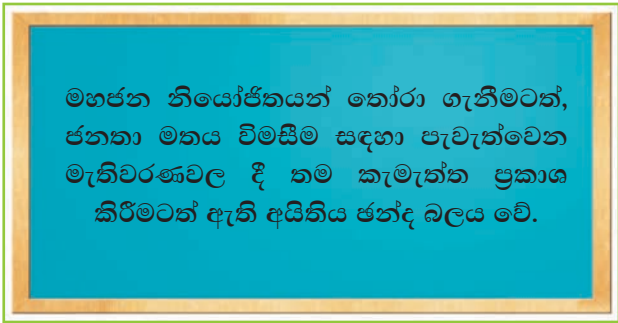 මහජන නියෝජිතයන් තෝරා ගැනීමටත්,
ජනතා මතය විමසීම සඳහා පැවැත්වෙන
මැතිවරණවල දී තම කැමැත්ත ප්‍රකාශ
කිරීමටත් ඇති අයිතිය ඡන්ද බලය වේ.